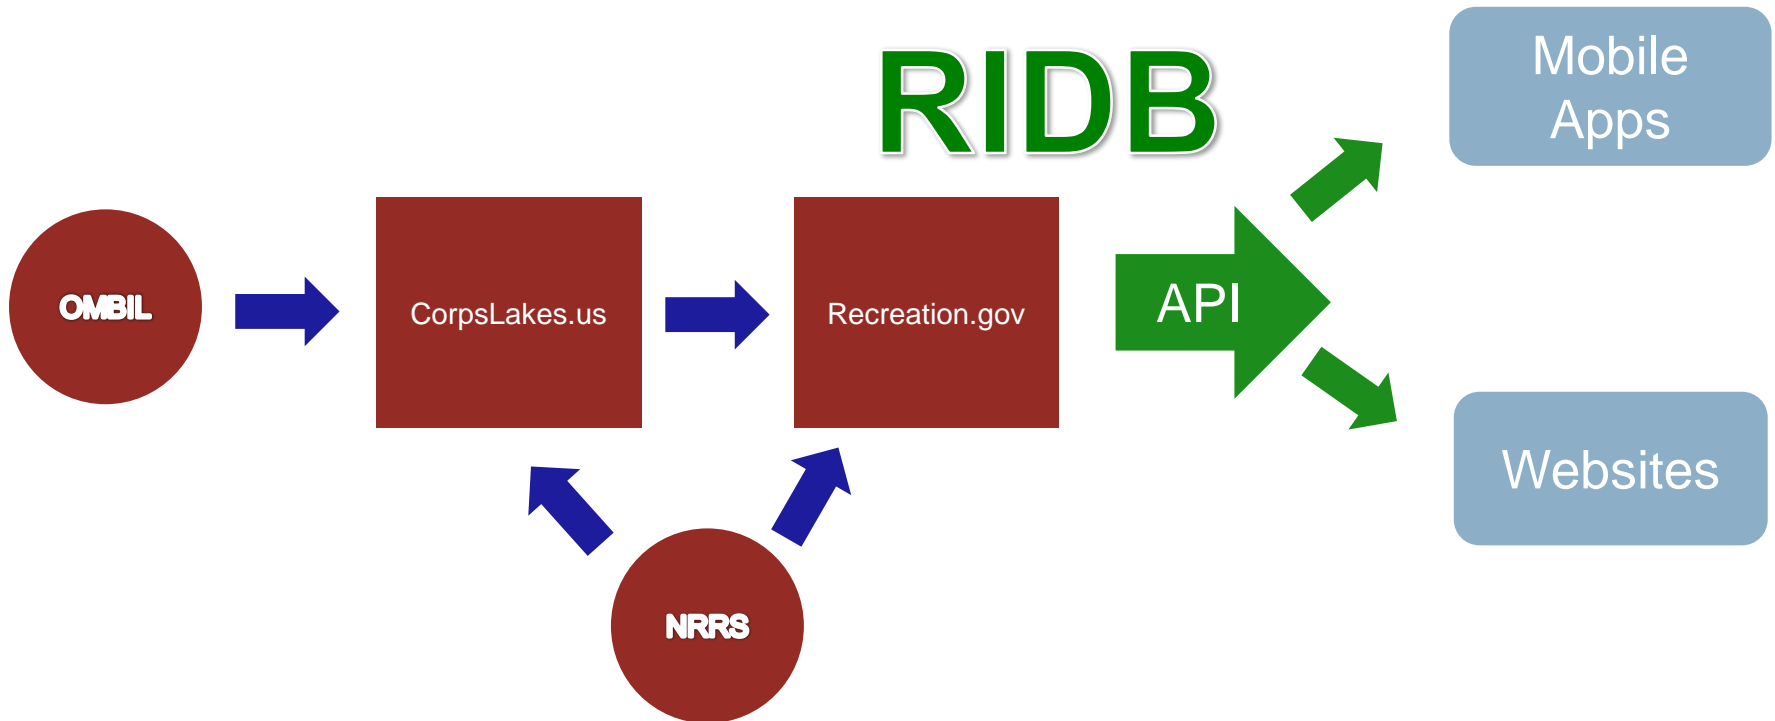 RIDB
Mobile
Apps
OMBIL
CorpsLakes.us
Recreation.gov
API
Websites
NRRS